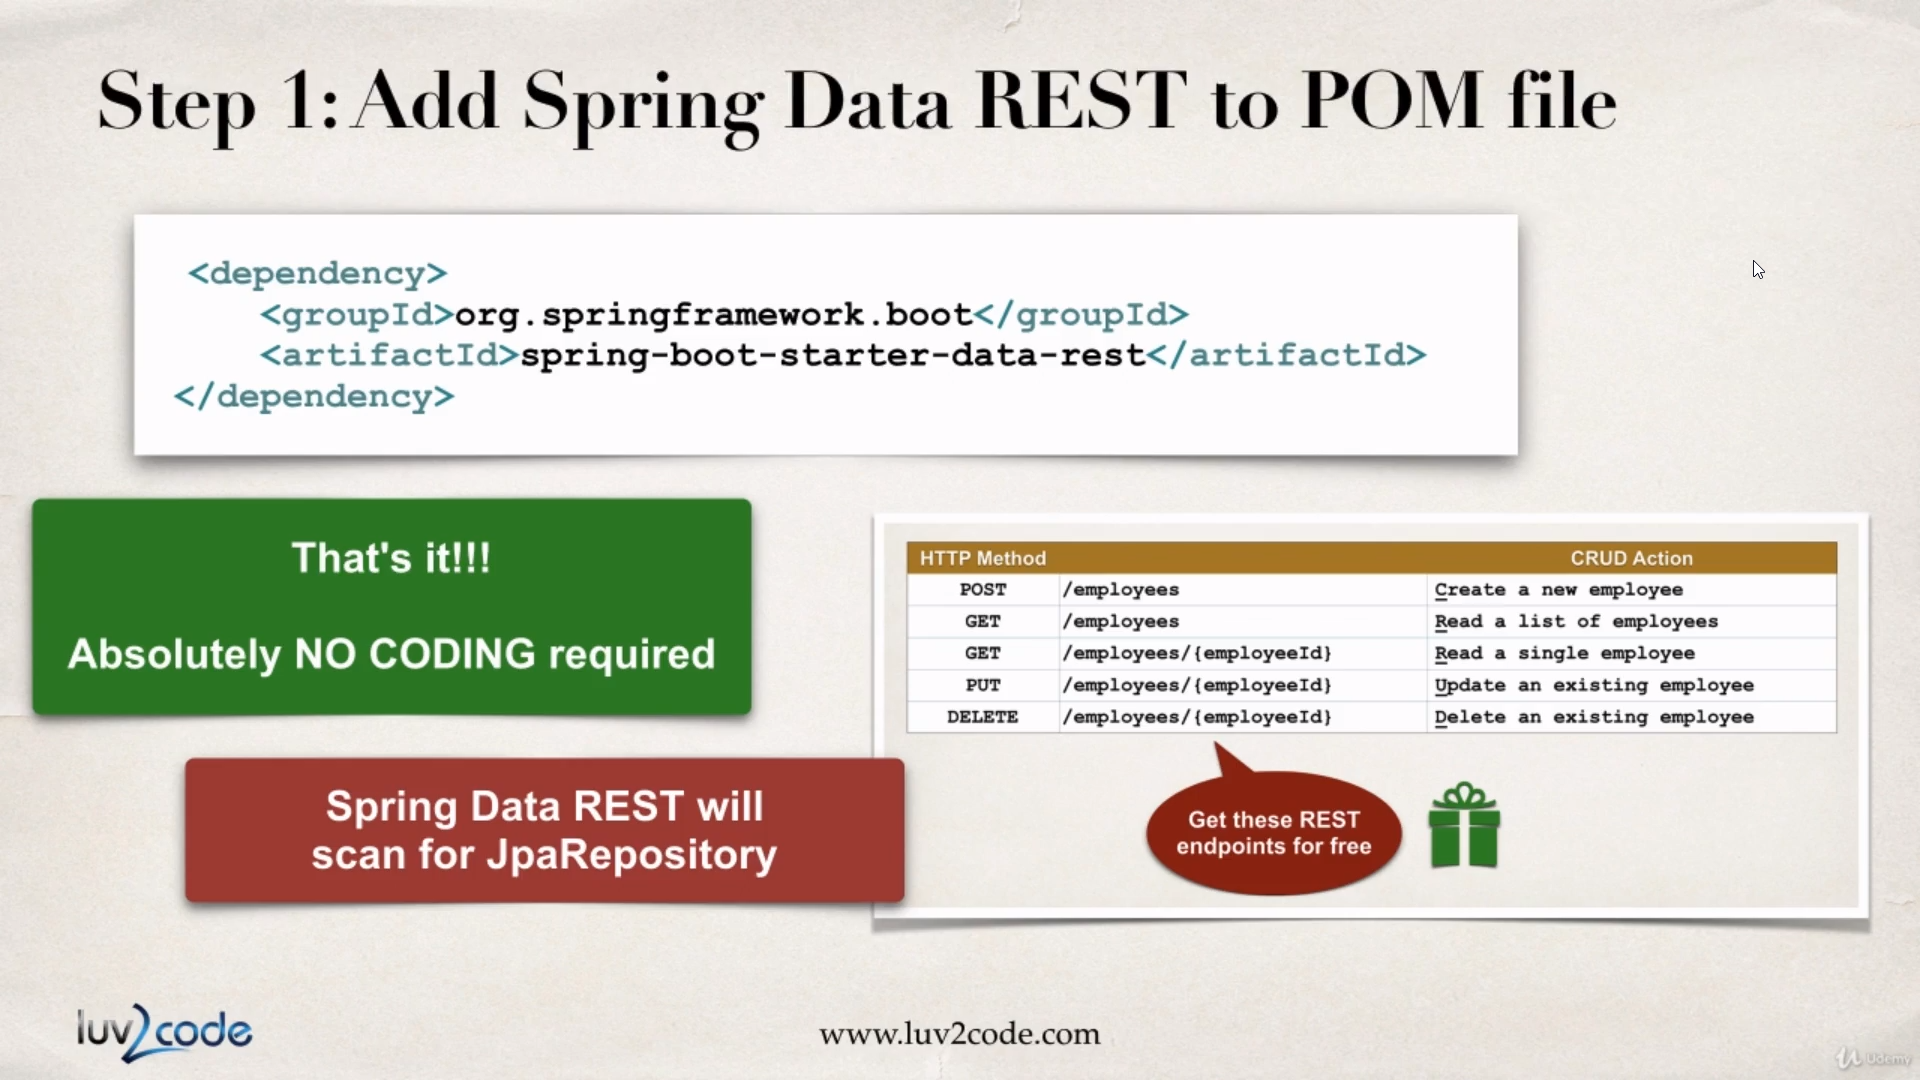 Step 1: Add Spring Data REST to POM file
<dependency>
<groupId>org.springframework.boot</groupId>
<artifactId>spring-boot-starter-data-rest</artifactId>
</dependency>
That's it!!!
Absolutely NO CODING required
Spring Data REST will
scan for JpaRepository
HTTP Method CRUD Action
POST /employees Create a new employee
GET /employees Read a list of employees
GET /employees/{employeeId} Read a single employee
PUT /employees/{employeeId} Update an existing employee
DELETE /employees/{employeeId} Delete an existing employee
Get these REST
endpoints for free
luv2code
www.luv2code.com
Udemy